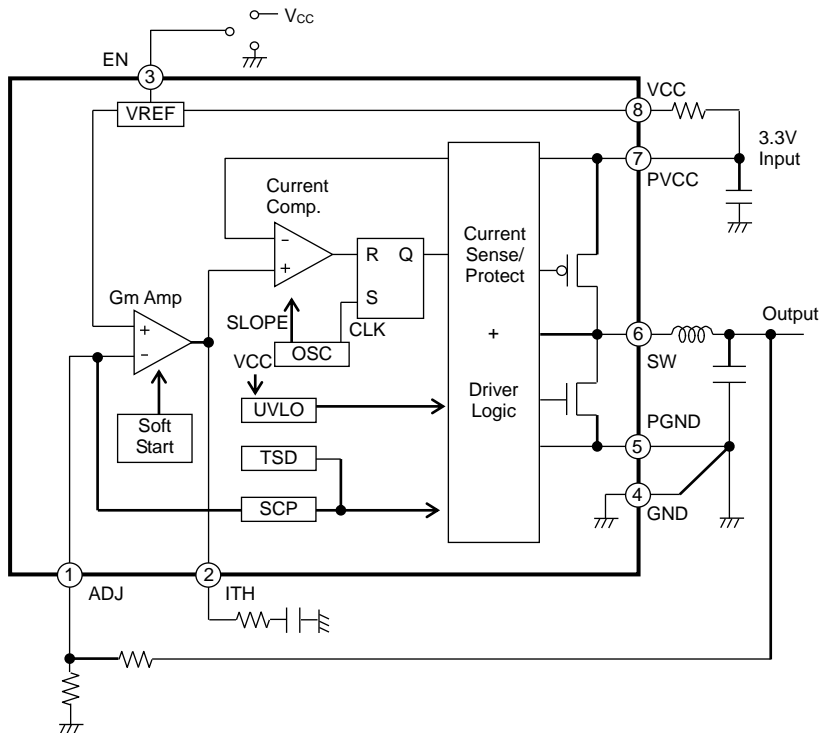 VCC
EN
3
VREF
VCC
8
3.3V
Input
7
PVCC
Current
Comp.
-
+
R Q
S
Current
Sense/
Protect
+
Driver
Logic
Gm Amp
+
-
SLOPE
OSC
CLK
VCC
UVLO
Soft
Start
TSD
SCP
Output
6
SW
PGND
5
4
GND
1
ADJ
2
ITH